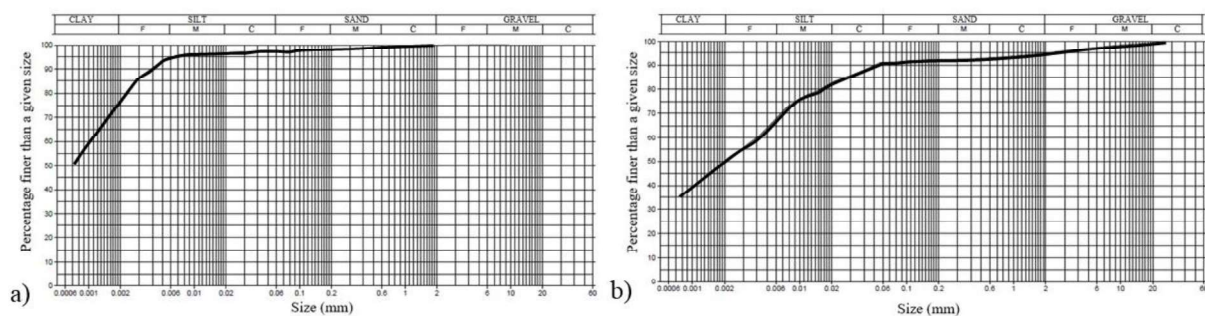 CLAY SILT SAND GRAVEL
F M C F M C F M C
100
90
80
70
60
50
40
30
20
10
0
Percentage finer than a given size
0.0006 0.001 0.002 0.006 0.01 0.02 0.06 0.1 0.2 0.6 1 2 6 10 20 60
Size (mm)
a)
CLAY SILT SAND GRAVEL
F M C F M C F M C
100
90
80
70
60
50
40
30
20
10
0
Percentage finer than a given size
0.0006 0.001 0.002 0.006 0.01 0.02 0.06 0.1 0.2 0.6 1 2 6 10 20 60
Size (mm)
b)